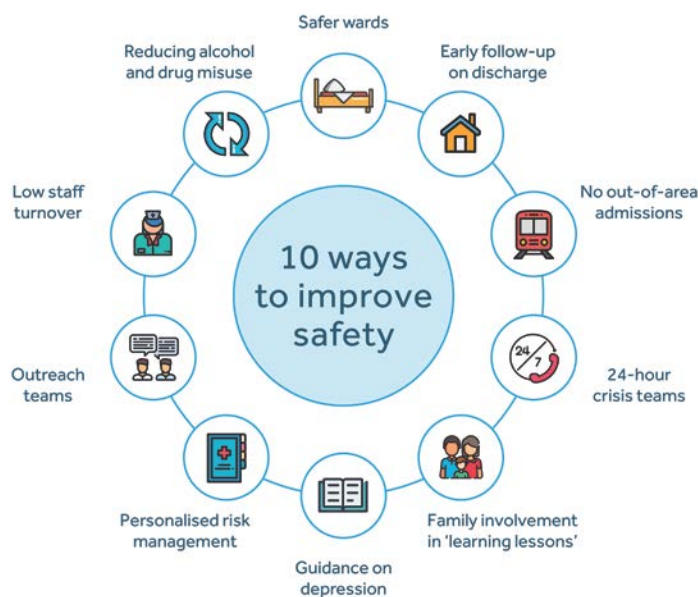 Safer wards
Early follow-up
on discharge
No out-of-area
admissions
24-hour
crisis teams
24
7
Family involvement
in 'learning lessons'
Guidance on
depression
Personalised risk
management
Outreach
teams
Low staff
turnover
Reducing alcohol
and drug misuse
10 ways
to improve
safety